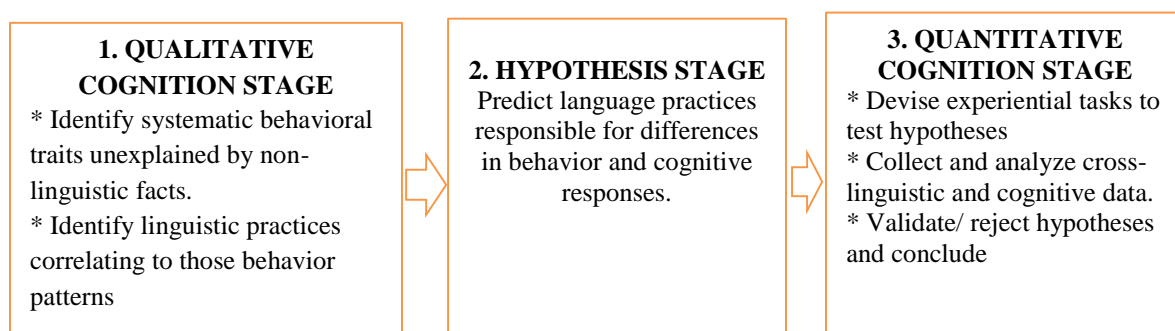 1. QUALITATIVE
COGNITION STAGE
* Identify systematic behavioral
traits unexplained by non-
linguistic facts.
* Identify linguistic practices
correlating to those behavior
patterns
2. HYPOTHESIS STAGE
Predict language practices
responsible for differences
in behavior and cognitive
responses.
3. QUANTITATIVE
COGNITION STAGE
* Devise experiential tasks to
test hypotheses
* Collect and analyze cross-
linguistic and cognitive data.
* Validate/ reject hypotheses
and conclude